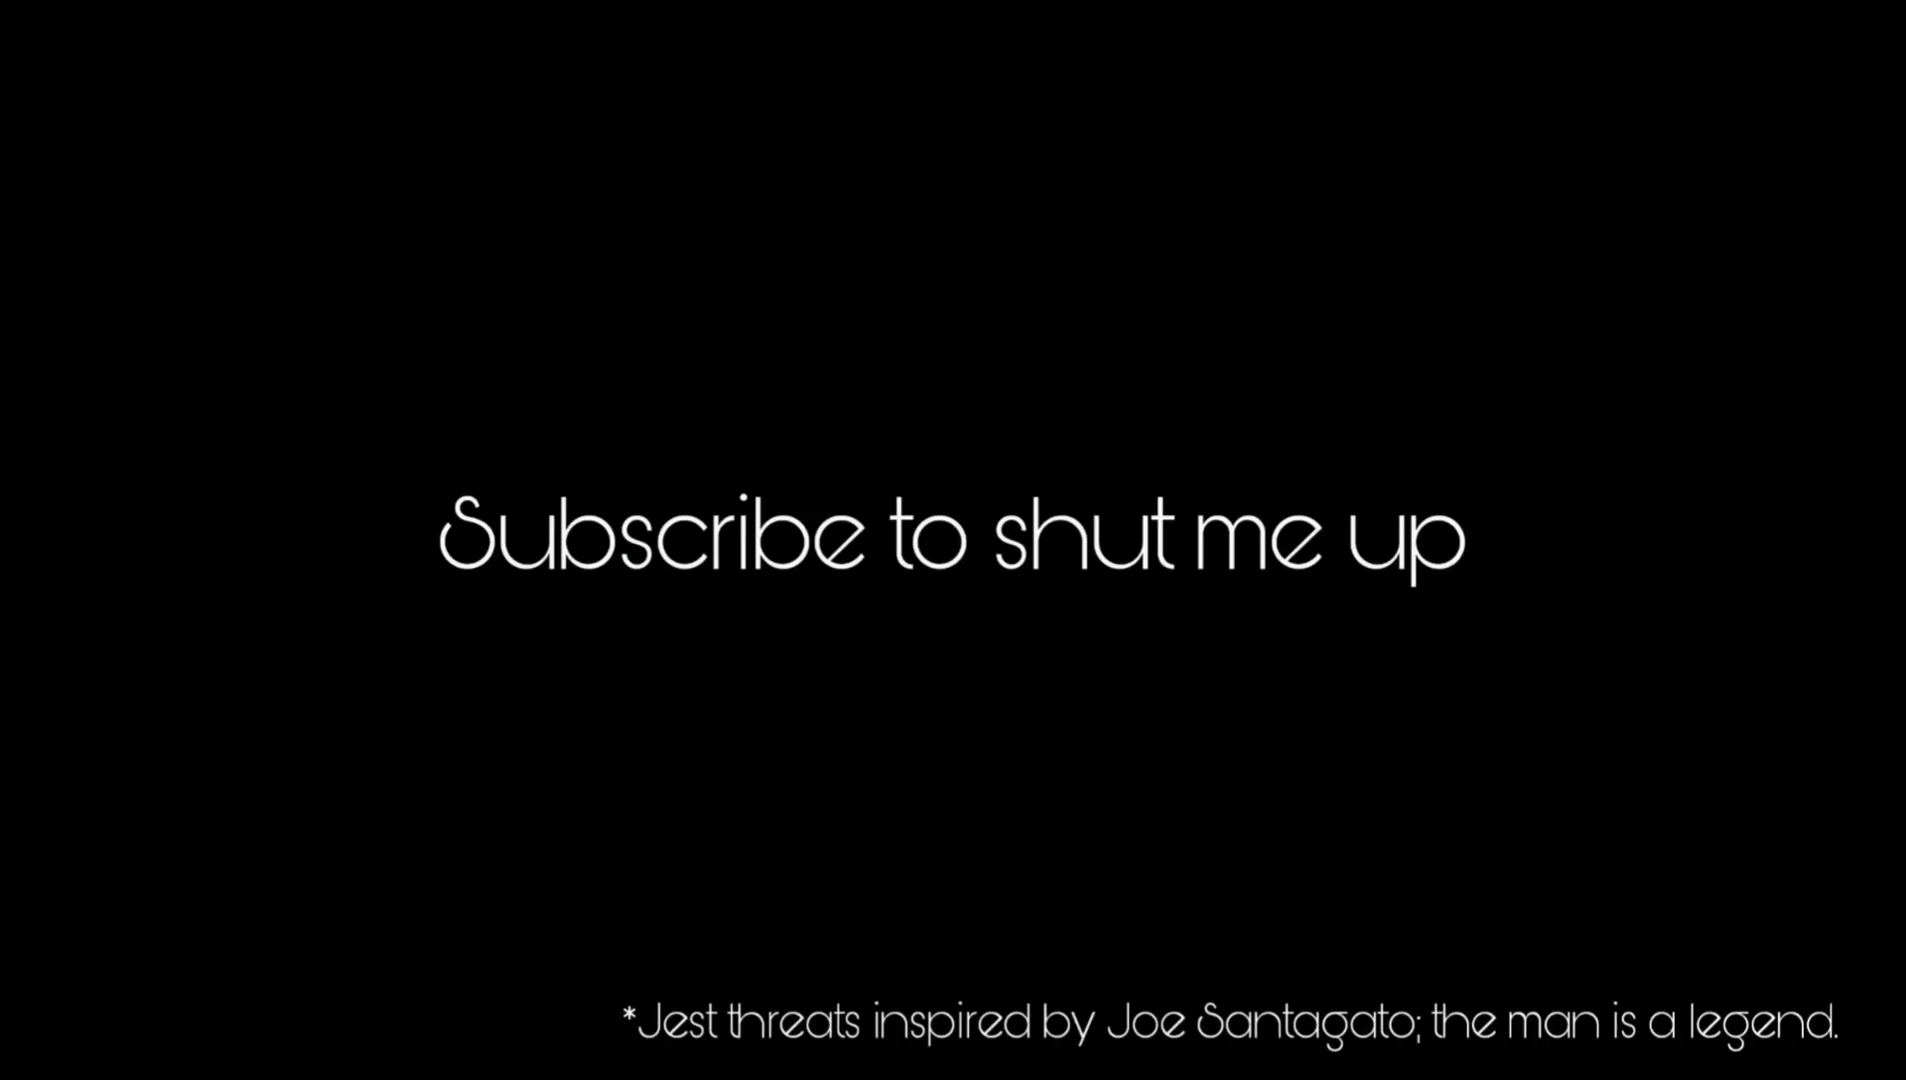 Subscribe to shut me up
*Jest threats inspired by Joe Santagato; the man is a legend.